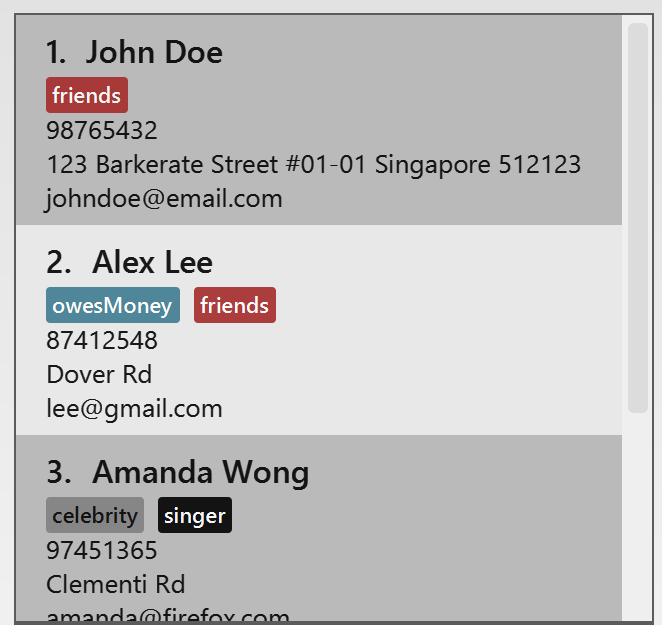 1. John Doe
friends
98765432
123 Barkerate Street #01-01 Singapore 512123
johndoe@email.com
2. Alex Lee
owesMoney friends
87412548
Dover Rd
lee@gmail.com
3. Amanda Wong
celebrity singer
97451365
Clementi Rd
amanda@firefox.com